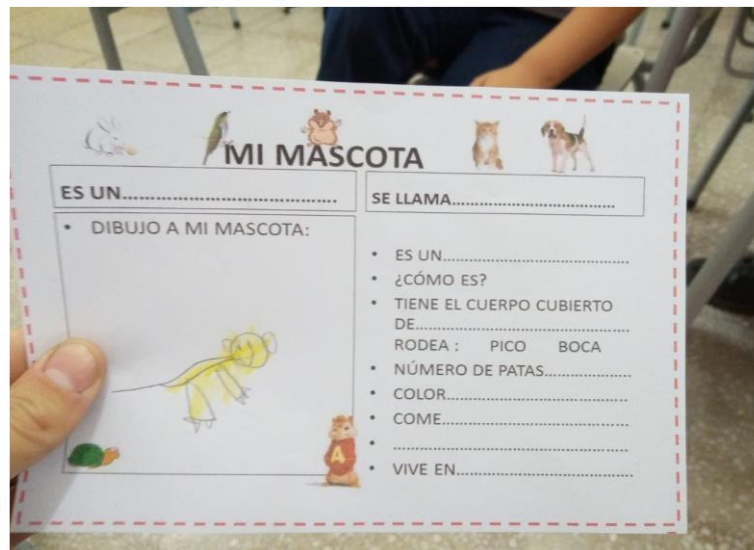 MI MASCOTA
ES UN.......................................
SE LLAMA..................................
• DIBUJO A MI MASCOTA:
• ES UN.......................................
• ¿CÓMO ES?
• TIENE EL CUERPO CUBIERTO
DE.............................................
RODEA : PICO BOCA
• NÚMERO DE PATAS..................
• COLOR......................................
• COME.......................................
• .................................................
• VIVE EN....................................
A